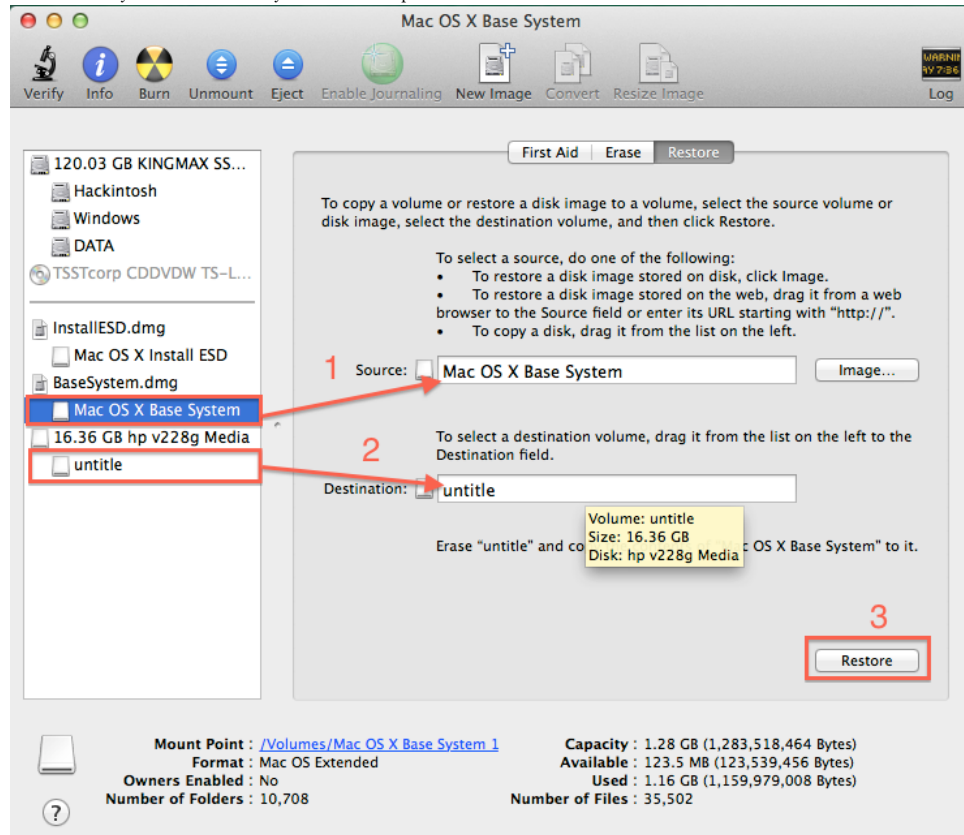 Mac OS X Base System
Verify Info Burn Unmount Eject Enable Journaling New Image Convert Resize Image Log
First Aid Erase Restore
120.03 GB KINGMAX SS...
Hackintosh
Windows
DATA
TSSTcorp CDDVDW TS-L...
InstallESD.dmg
Mac OS X Install ESD
BaseSystem.dmg
Mac OS X Base System
16.36 GB hp v228g Media
untitle
To copy a volume or restore a disk image to a volume, select the source volume or
disk image, select the destination volume, and then click Restore.
To select a source, do one of the following:
• To restore a disk image stored on disk, click Image.
• To restore a disk image stored on the web, drag it from a web
browser to the Source field or enter its URL starting with “http://”.
• To copy a disk, drag it from the list on the left.
1
Source: Mac OS X Base System Image...
To select a destination volume, drag it from the list on the left to the
Destination field.
2
Destination: untitle
Volume: untitle
Size: 16.36 GB
Disk: hp v228g Media
Erase “untitle” and co OS X Base System” to it.
3
Restore
Mount Point : /Volumes/Mac OS X Base System 1
Format : Mac OS Extended
Owners Enabled : No
Number of Folders : 10,708
Capacity : 1.28 GB (1,283,518,464 Bytes)
Available : 123.5 MB (123,539,456 Bytes)
Used : 1.16 GB (1,159,979,008 Bytes)
Number of Files : 35,502
?